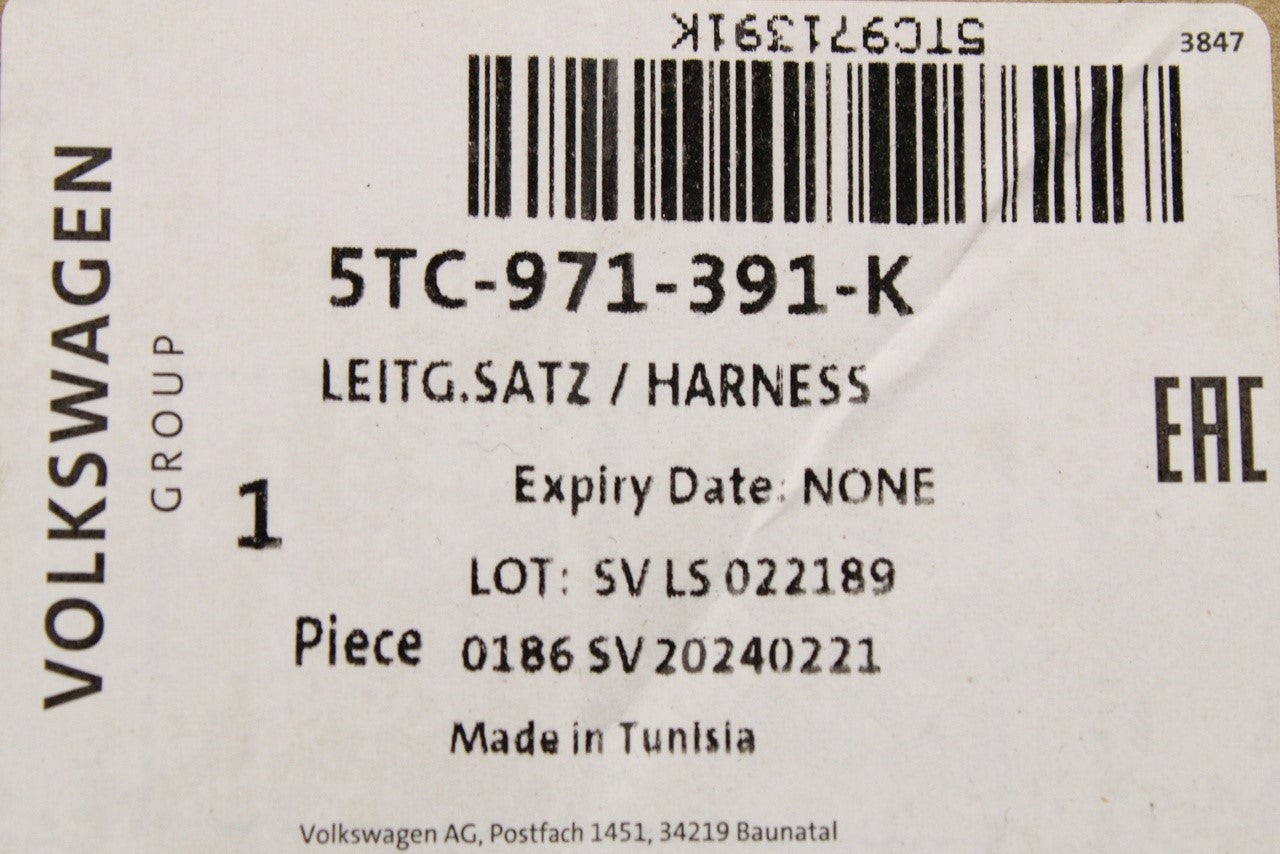 5TC971391K
3847
5TC-971-391-K
LEITG.SATZ / HARNESS
VOLKSWAGEN
GROUP
EAC
1
Expiry Date: NONE
LOT: SV LS 022189
Piece
0186 SV 20240221
Made in Tunisia
Volkswagen AG, Postfach 1451, 34219 Baunatal